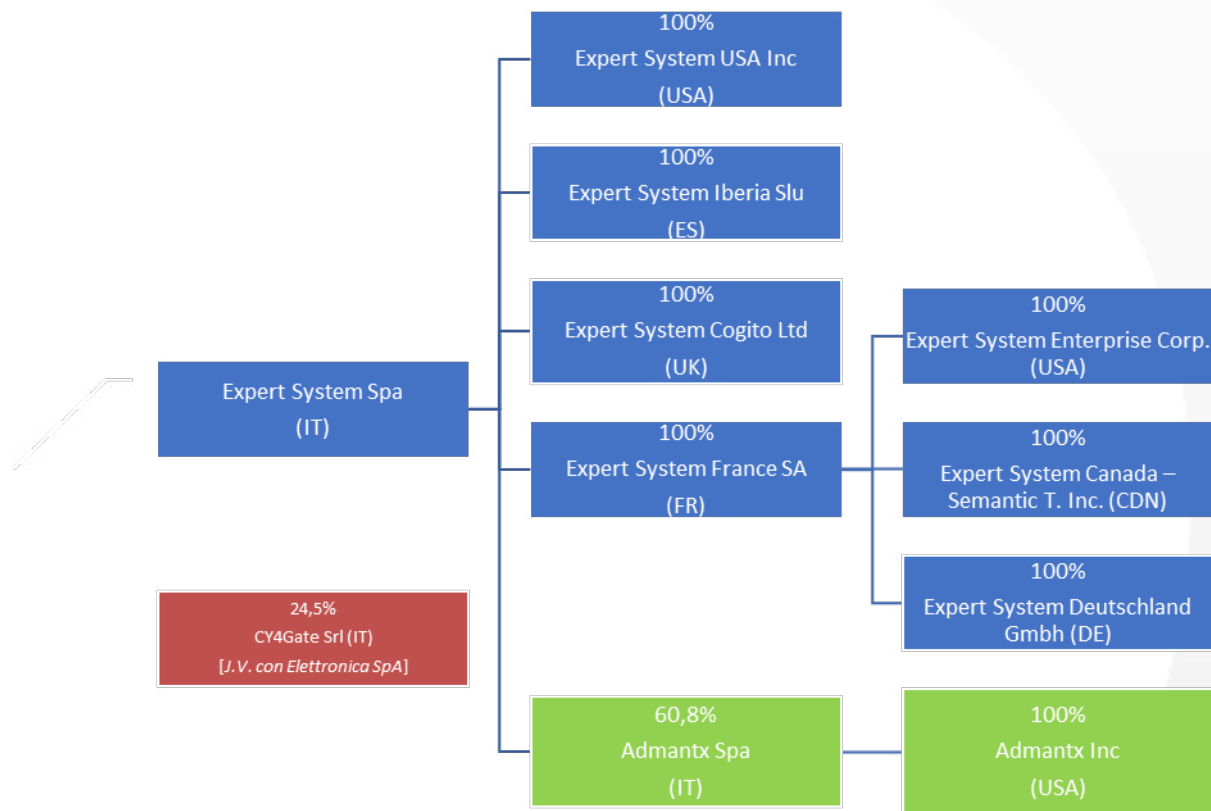 100%
Expert System USA Inc
(USA)
100%
Expert System Iberia Slu
(ES)
100%
Expert System Cogito Ltd
(UK)
100%
Expert System Enterprise Corp.
(USA)
Expert System Spa
(IT)
100%
Expert System France SA
(FR)
100%
Expert System Canada –
Semantic T. Inc. (CDN)
24,5%
CY4Gate Srl (IT)
[J.V. con Elettronica SpA]
100%
Expert System Deutschland
Gmbh (DE)
60,8%
Admantx Spa
(IT)
100%
Admantx Inc
(USA)